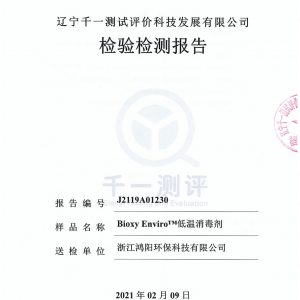 辽宁千一测试评价科技发展有限公司
检验检测报告
千一测评
Evaluation
报告编号 J2119A01230
样品名称 Bioxy Enviro™低温消毒剂
送检单位 浙江鸿阳环保科技有限公司
2021 年 02 月 09 日